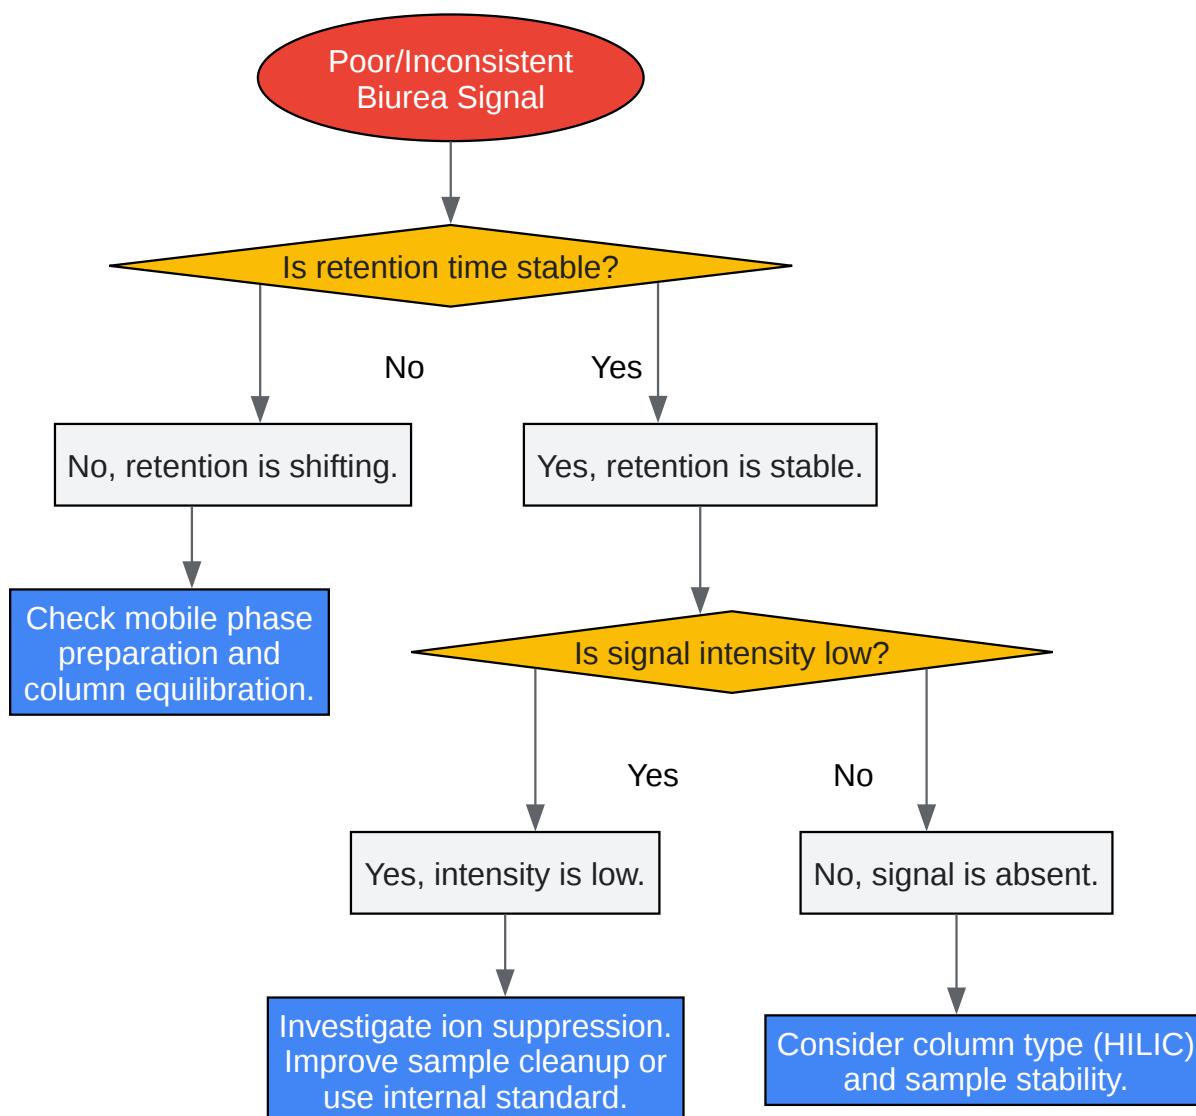 Poor/Inconsistent
Biurea Signal
Is retention time stable?
No
Yes
No, retention is shifting.
Yes, retention is stable.
Check mobile phase
preparation and
column equilibration.
Is signal intensity low?
Yes
No
Yes, intensity is low.
No, signal is absent.
Investigate ion suppression.
Improve sample cleanup or
use internal standard.
Consider column type (HILIC)
and sample stability.